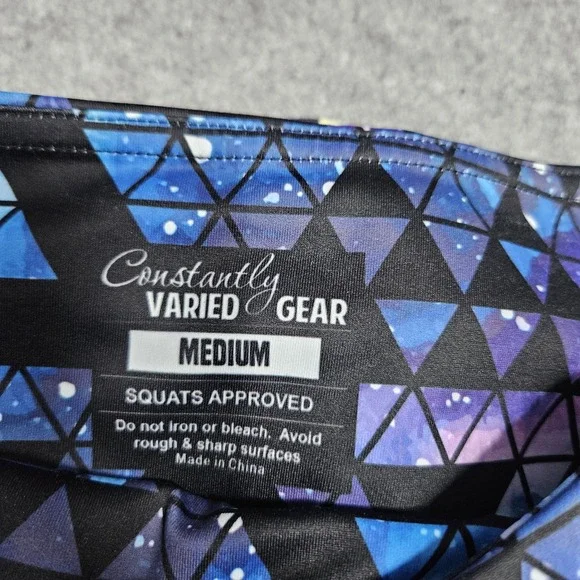 Constantly
VARIED GEAR
MEDIUM
SQUATS APPROVED
Do not iron or bleach. Avoid
rough & sharp surfaces
Made in China